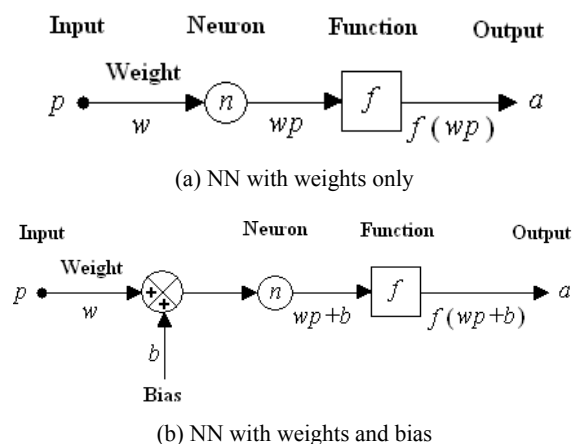 Input Neuron Function Output
Weight
p n f a
w wp f(wp)
(a) NN with weights only
Neuron Function
Input Output
Weight
p + n f a
w + wp+b f(wp+b)
b
Bias
(b) NN with weights and bias